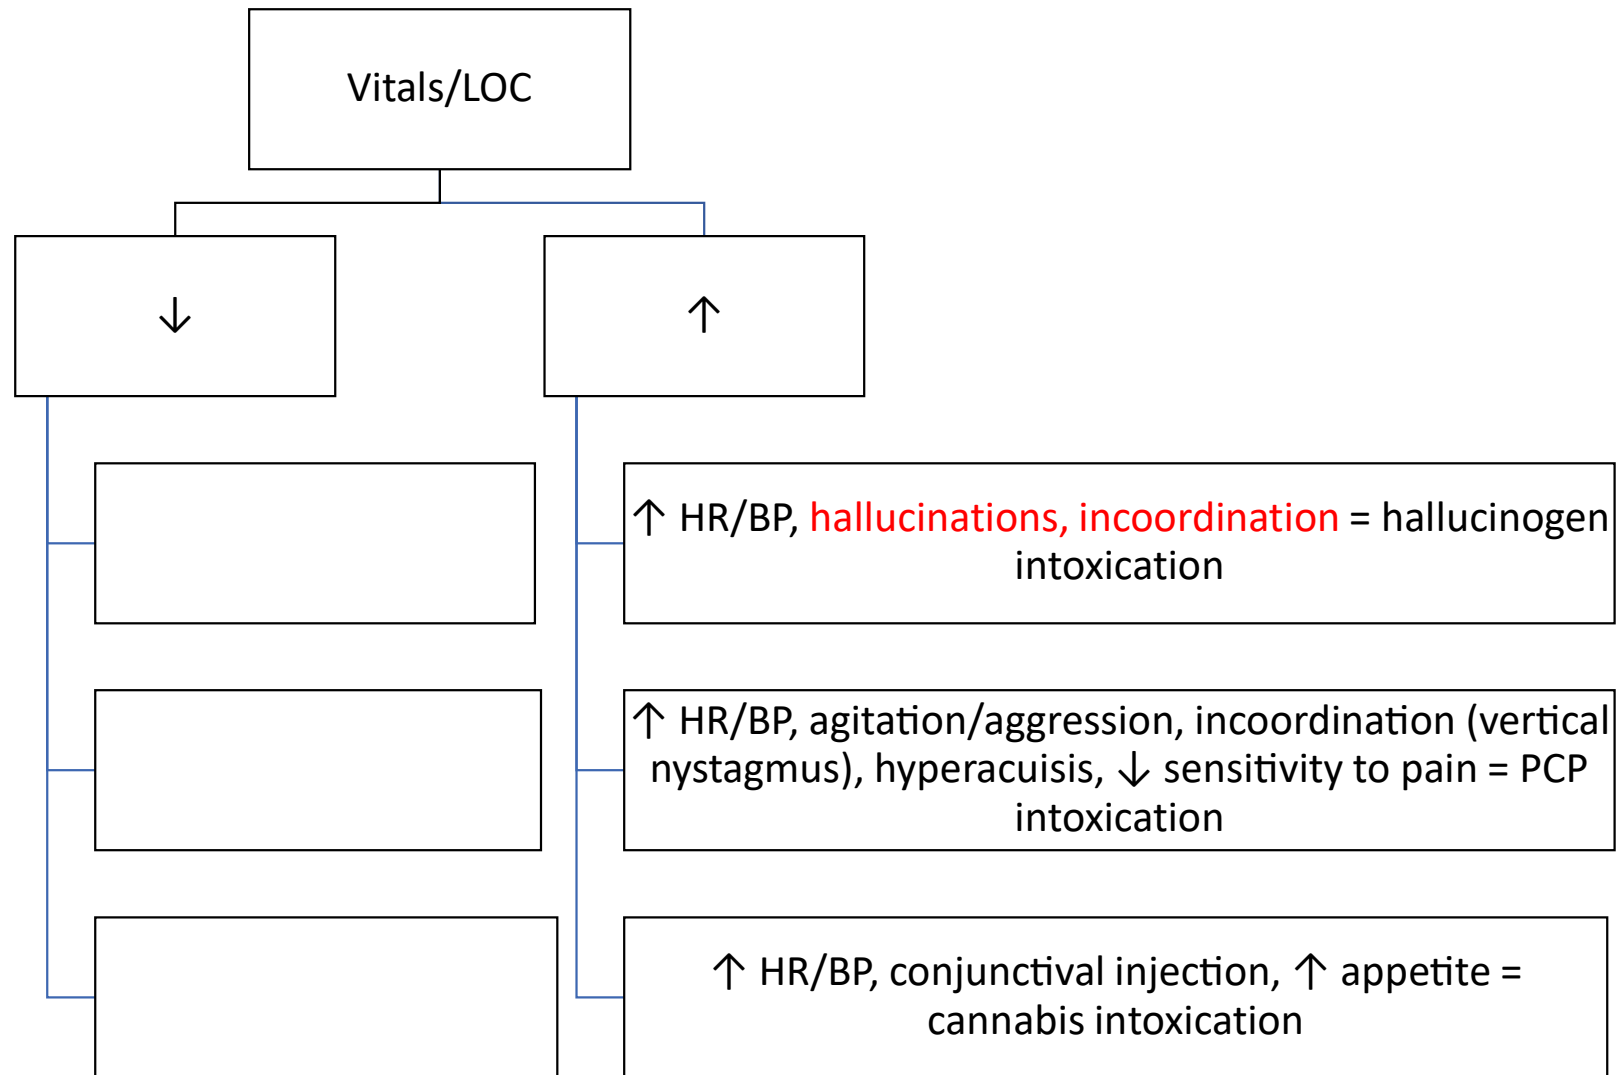 Vitals/LOC
↓
↑
↑ HR/BP, hallucinations, incoordination = hallucinogen
intoxication
↑ HR/BP, agitation/aggression, incoordination (vertical
nystagmus), hyperacuisis, ↓ sensitivity to pain = PCP
intoxication
↑ HR/BP, conjunctival injection, ↑ appetite =
cannabis intoxication